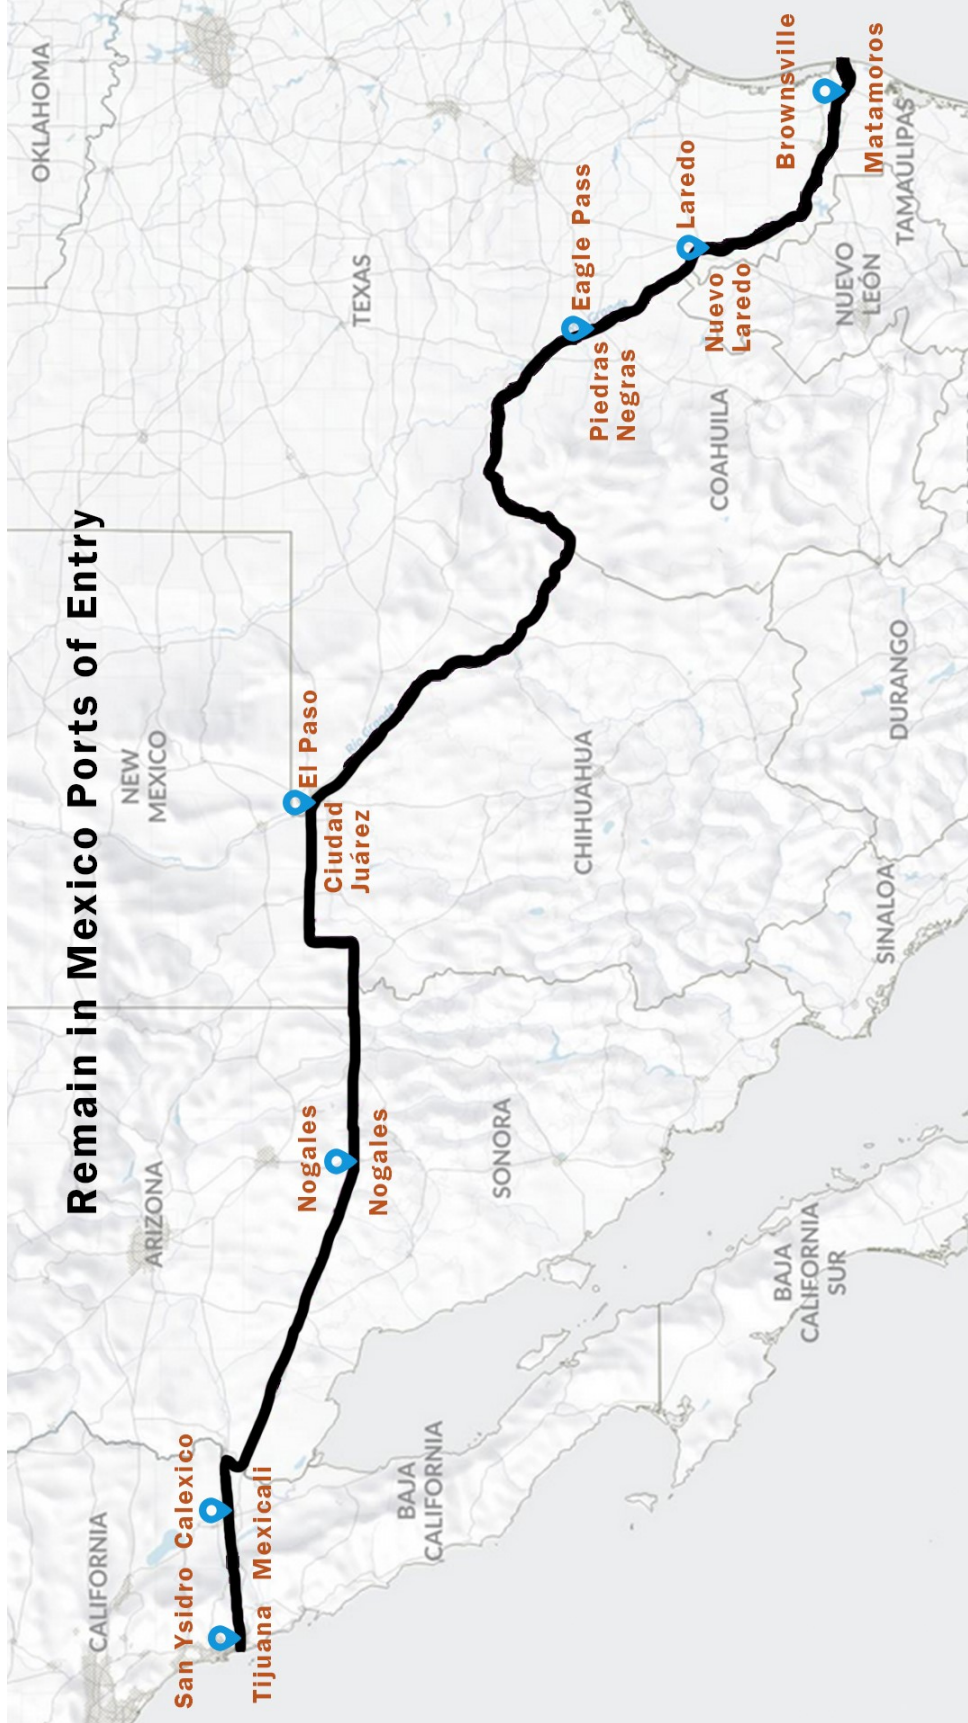 Remain in Mexico Ports of Entry
CALIFORNIA
ARIZONA
NEW
MEXICO
OKLAHOMA
TEXAS
San Ysidro
Calexico
Tijuana
Mexicali
Nogales
Nogales
El Paso
Ciudad
Juárez
Rio Grande
Eagle Pass
Piedras
Negras
Laredo
Nuevo
Laredo
Brownsville
Matamoros
BAJA
CALIFORNIA
SONORA
CHIHUAHUA
COAHUILA
NUEVO
LEÓN
TAMAULIPAS
BAJA
CALIFORNIA
SUR
SINALOA
DURANGO